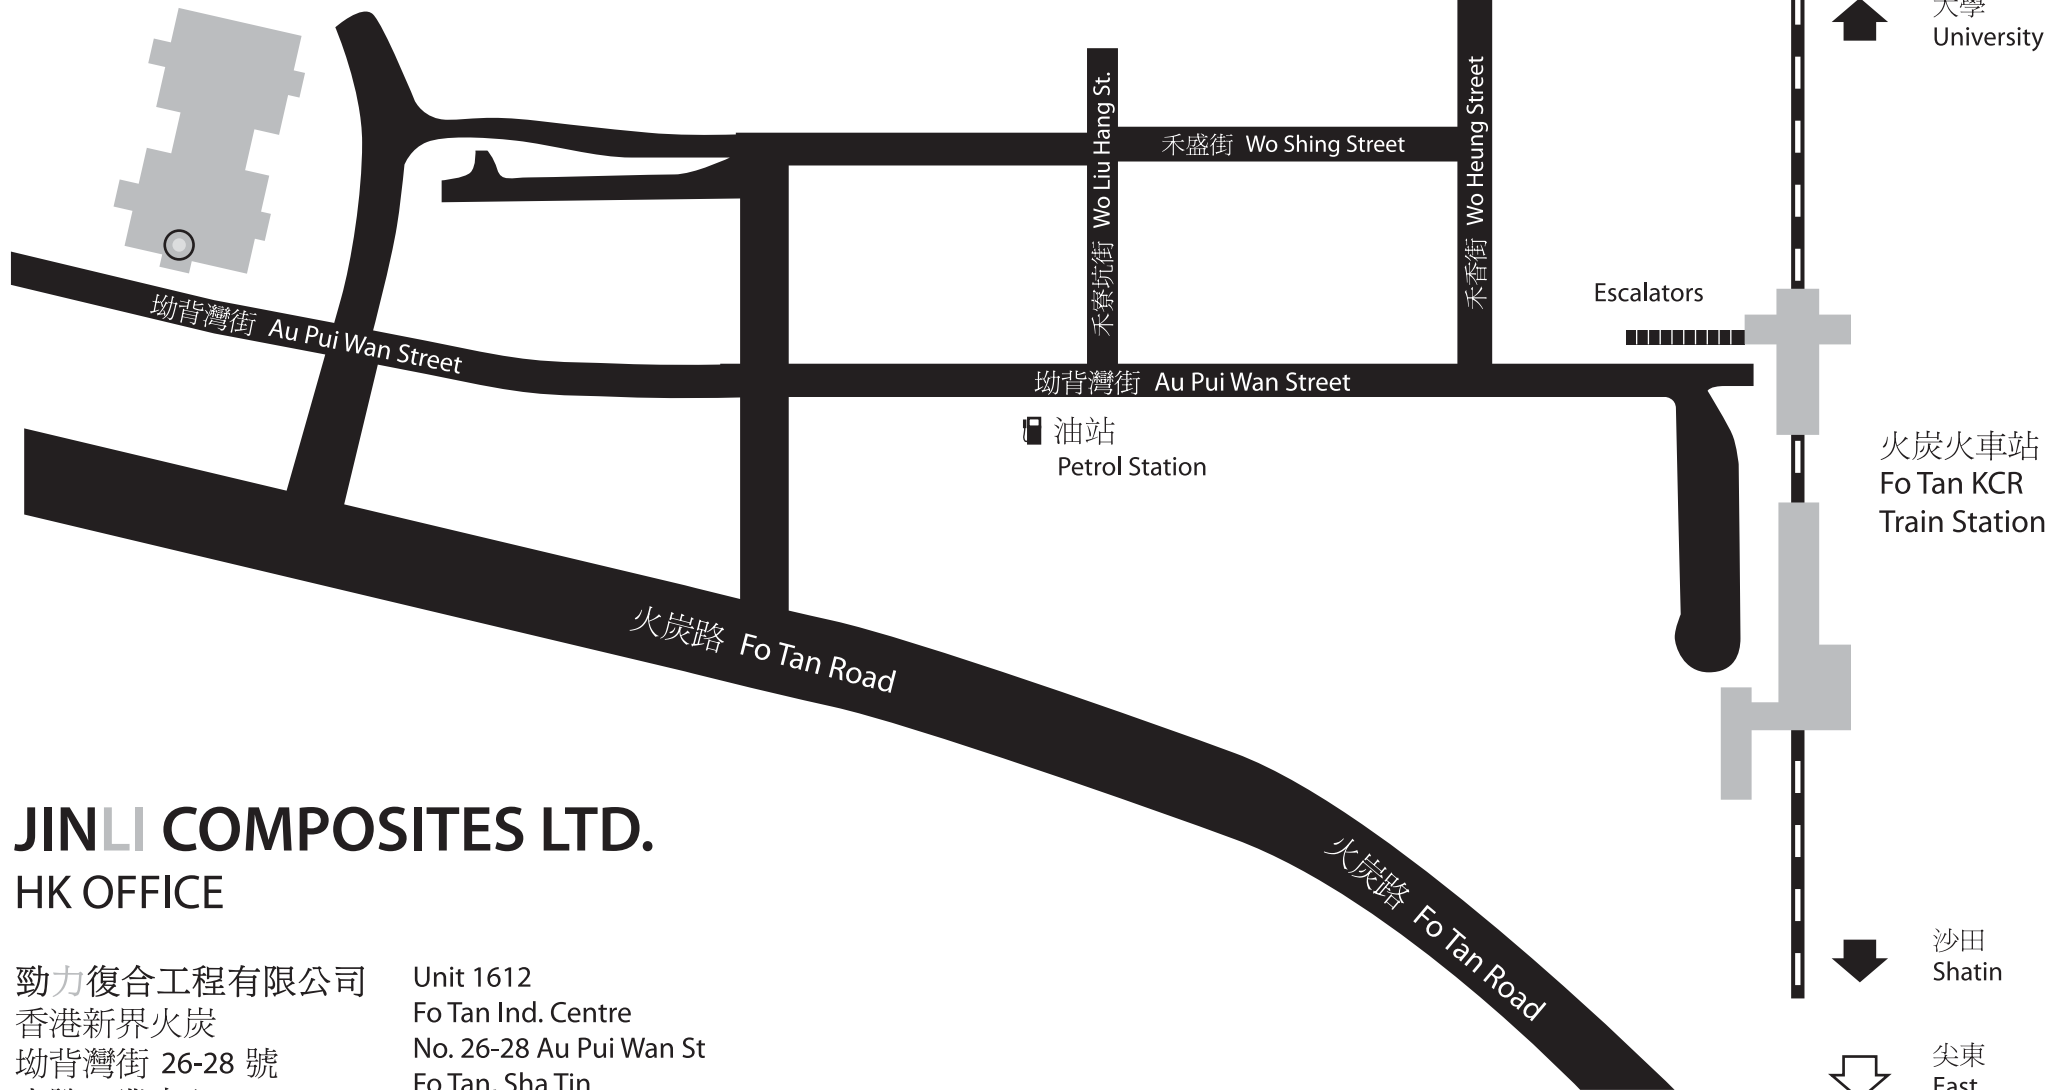 大學
University
禾寮坑街 Wo Liu Hang St.
禾盛街 Wo Shing Street
禾香街 Wo Heung Street
Escalators
坳背灣街 Au Pui Wan Street
坳背灣街 Au Pui Wan Street
油站
Petrol Station
火炭火車站
Fo Tan KCR
Train Station
火炭路 Fo Tan Road
火炭路 Fo Tan Road
JINLI COMPOSITES LTD.
HK OFFICE
勁力復合工程有限公司
香港新界火炭
坳背灣街 26-28 號
Unit 1612
Fo Tan Ind. Centre
No. 26-28 Au Pui Wan St
Fo Tan, Sha Tin
沙田
Shatin
尖東
East